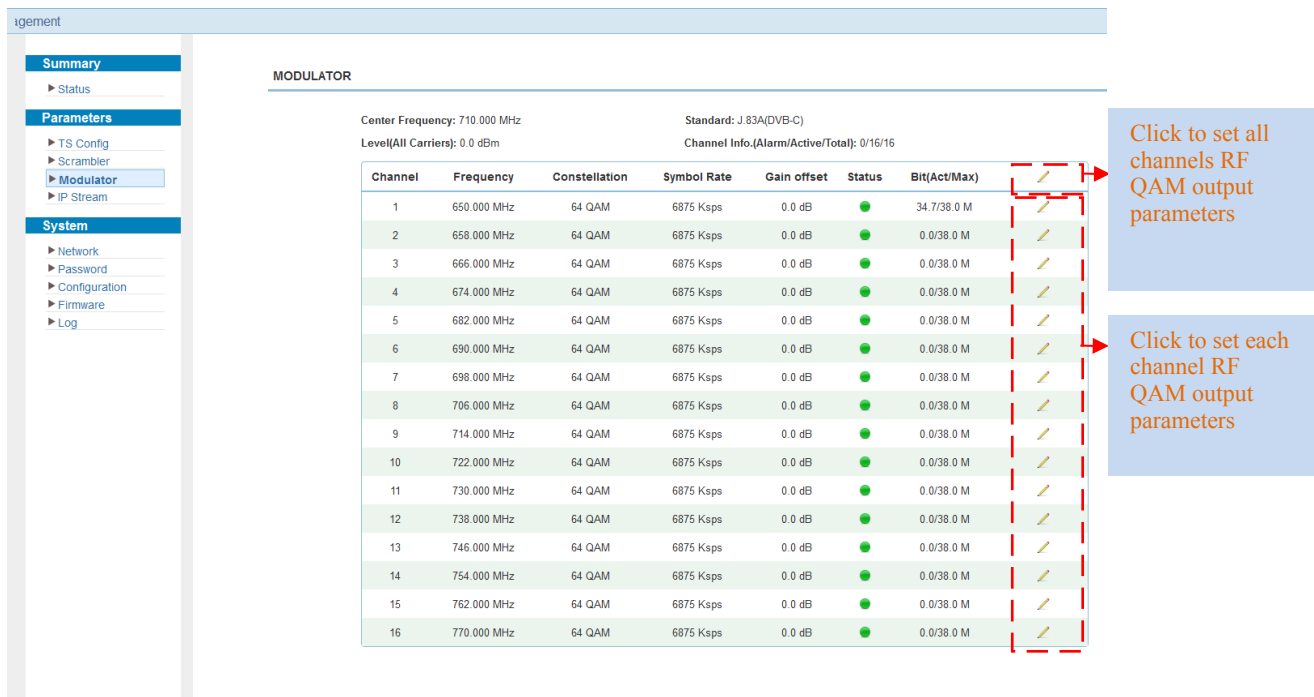 agement
Summary
Status
Parameters
TS Config
Scrambler
Modulator
IP Stream
System
Network
Password
Configuration
Firmware
Log
MODULATOR
Center Frequency: 710.000 MHz Standard: J.83A(DVB-C)
Level(All Carriers): 0.0 dBm Channel Info.(Alarm/Active/Total): 0/16/16
Channel Frequency Constellation Symbol Rate Gain offset Status Bit(Act/Max)
1 650.000 MHz 64 QAM 6875 Ksps 0.0 dB 34.7/38.0 M
2 658.000 MHz 64 QAM 6875 Ksps 0.0 dB 0.0/38.0 M
3 666.000 MHz 64 QAM 6875 Ksps 0.0 dB 0.0/38.0 M
4 674.000 MHz 64 QAM 6875 Ksps 0.0 dB 0.0/38.0 M
5 682.000 MHz 64 QAM 6875 Ksps 0.0 dB 0.0/38.0 M
6 690.000 MHz 64 QAM 6875 Ksps 0.0 dB 0.0/38.0 M
7 698.000 MHz 64 QAM 6875 Ksps 0.0 dB 0.0/38.0 M
8 706.000 MHz 64 QAM 6875 Ksps 0.0 dB 0.0/38.0 M
9 714.000 MHz 64 QAM 6875 Ksps 0.0 dB 0.0/38.0 M
10 722.000 MHz 64 QAM 6875 Ksps 0.0 dB 0.0/38.0 M
11 730.000 MHz 64 QAM 6875 Ksps 0.0 dB 0.0/38.0 M
12 738.000 MHz 64 QAM 6875 Ksps 0.0 dB 0.0/38.0 M
13 746.000 MHz 64 QAM 6875 Ksps 0.0 dB 0.0/38.0 M
14 754.000 MHz 64 QAM 6875 Ksps 0.0 dB 0.0/38.0 M
15 762.000 MHz 64 QAM 6875 Ksps 0.0 dB 0.0/38.0 M
16 770.000 MHz 64 QAM 6875 Ksps 0.0 dB 0.0/38.0 M
Click to set all
channels RF
QAM output
parameters
Click to set each
channel RF
QAM output
parameters